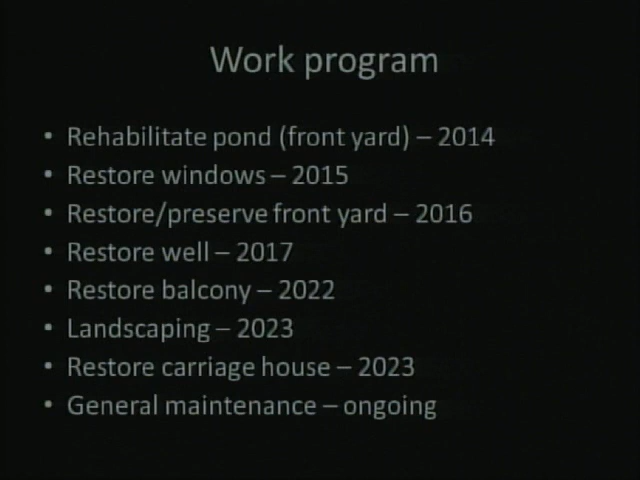 Work program
• Rehabilitate pond (front yard) – 2014
• Restore windows – 2015
• Restore/preserve front yard – 2016
• Restore well – 2017
• Restore balcony – 2022
• Landscaping – 2023
• Restore carriage house – 2023
• General maintenance – ongoing